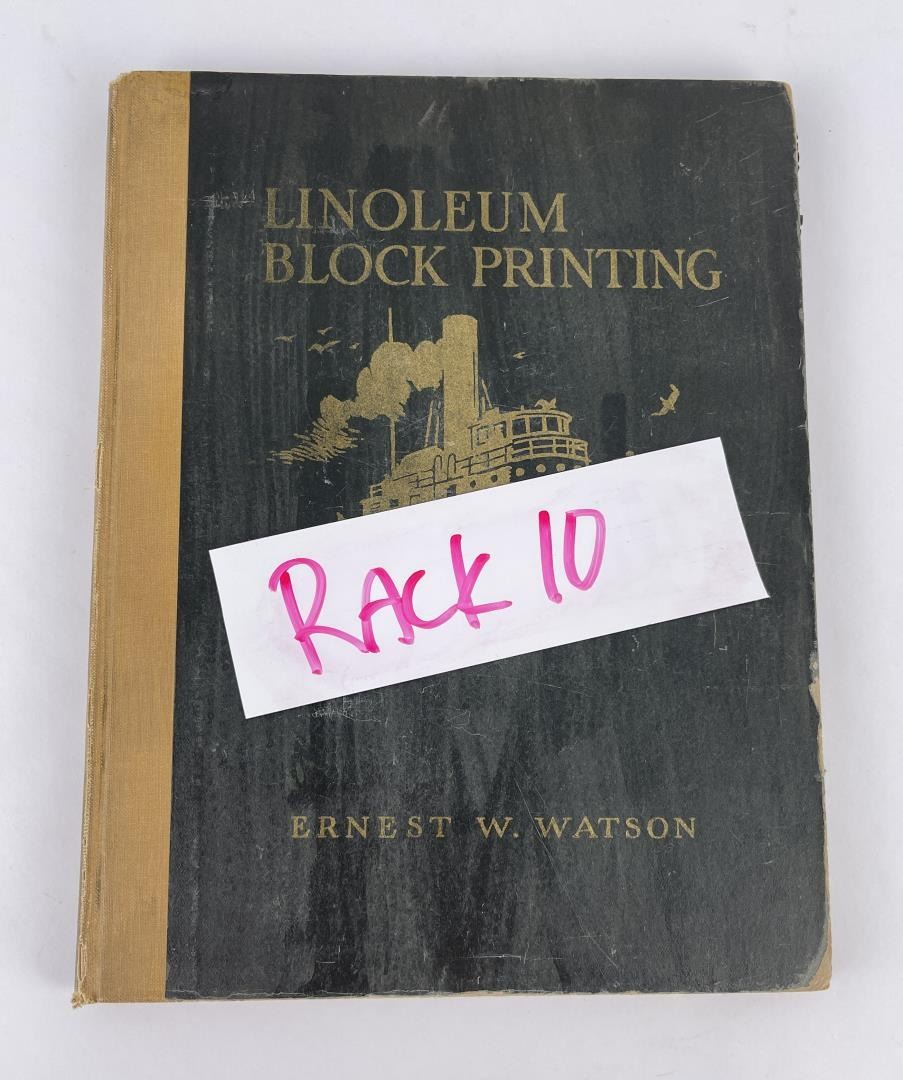 LINOLEUM
BLOCK PRINTING
RACK 10
ERNEST W. WATSON